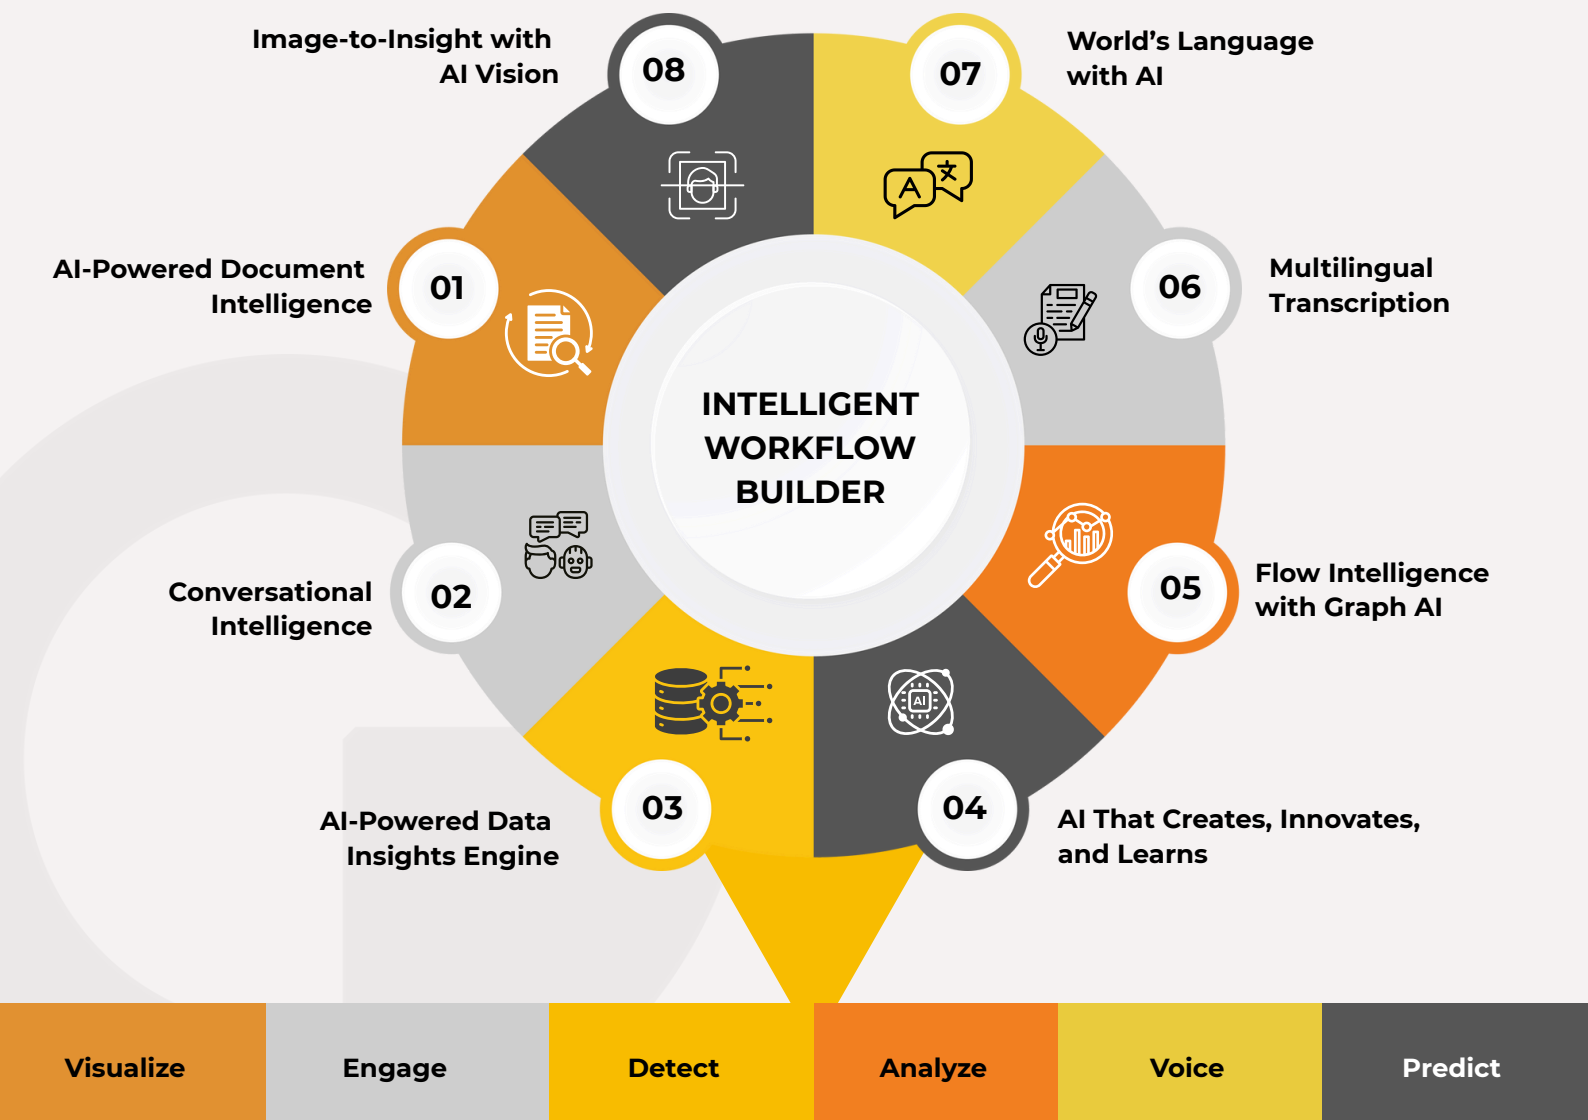 Image-to-Insight with
AI Vision
08
07
World's Language
with AI
AI-Powered Document
Intelligence
01
06
Multilingual
Transcription
A
文
INTELLIGENT
WORKFLOW
BUILDER
Conversational
Intelligence
02
05
Flow Intelligence
with Graph AI
AI
AI-Powered Data
Insights Engine
03
04
AI That Creates, Innovates,
and Learns
Visualize
Engage
Detect
Analyze
Voice
Predict